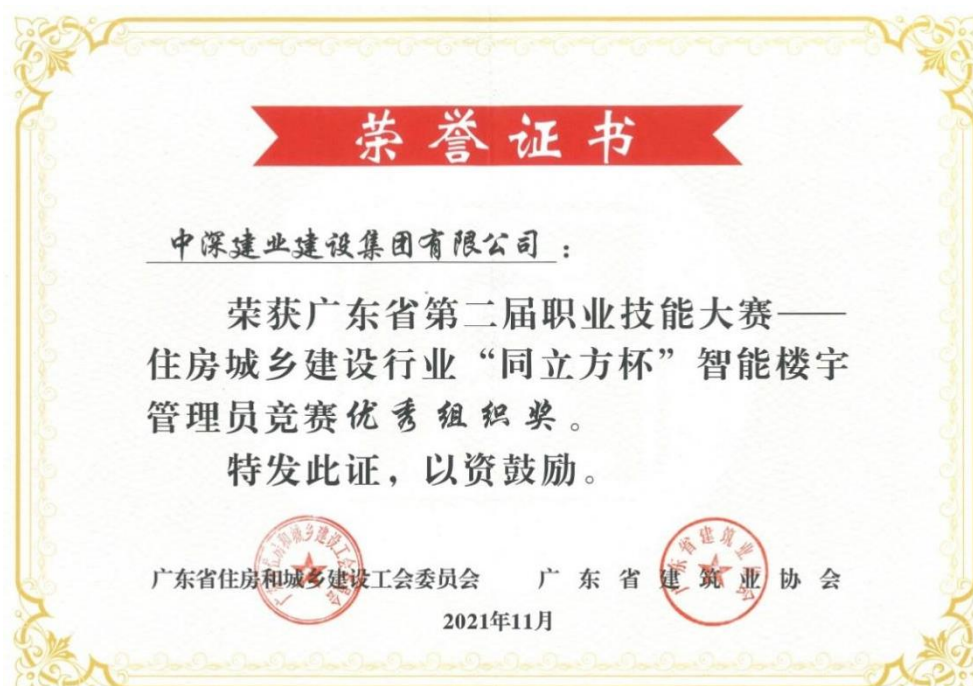 荣誉证书
中深建业建设集团有限公司：
荣获广东省第二届职业技能大赛——
住房城乡建设行业“同立方杯”智能楼宇
管理员竞赛优秀组织奖。
特发此证，以资鼓励。
广东省住房和城乡建设工会委员会 广东省建筑业协会
2021年11月